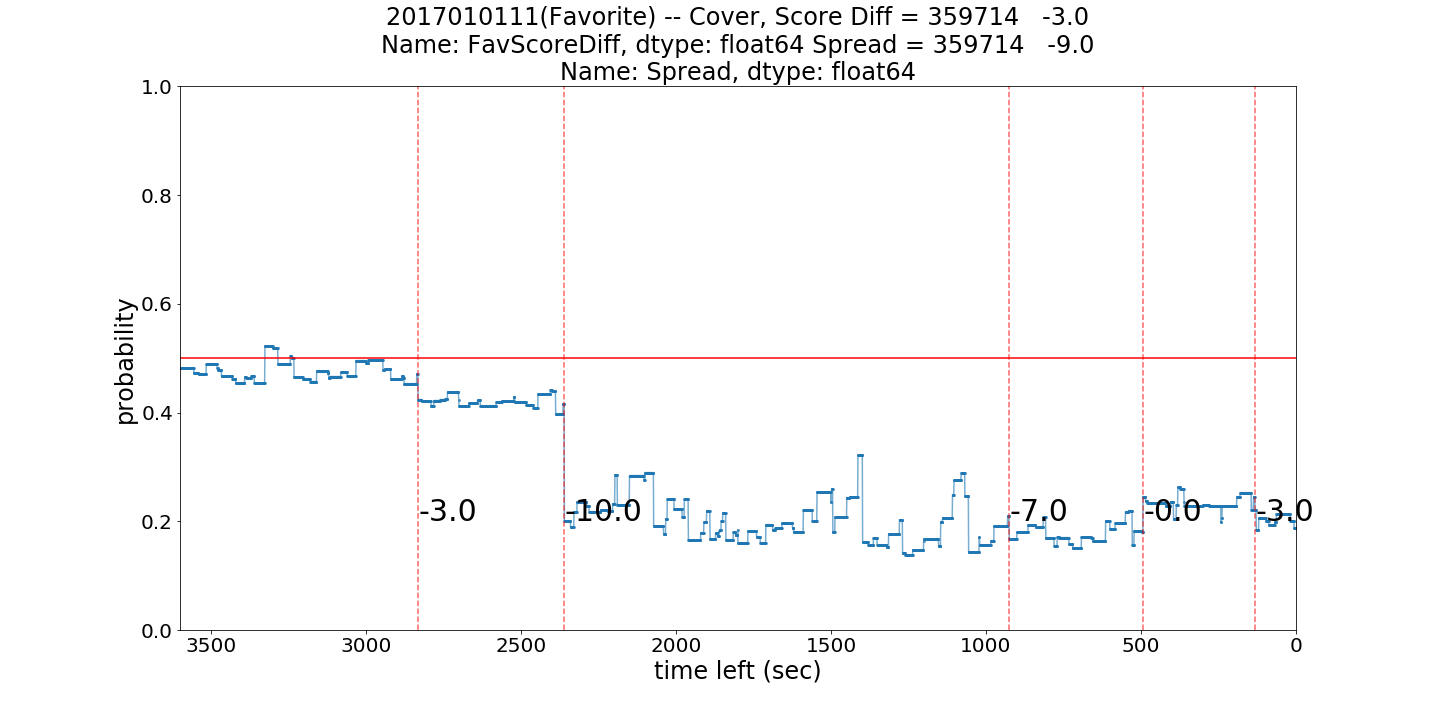 2017010111(Favorite) -- Cover, Score Diff = 359714   -3.0
Name: FavScoreDiff, dtype: float64 Spread = 359714   -9.0
Name: Spread, dtype: float64
1.0
0.8
0.6
0.4
0.2
0.0
probability
-3.0
-10.0
-7.0
-0.0
-3.0
3500 3000 2500 2000 1500 1000 500 0
time left (sec)